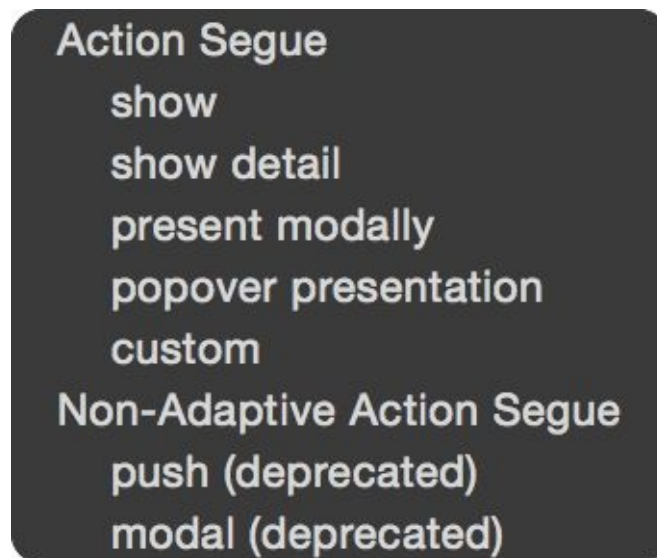 Action Segue
show
show detail
present modally
popover presentation
custom
Non-Adaptive Action Segue
push (deprecated)
modal (deprecated)